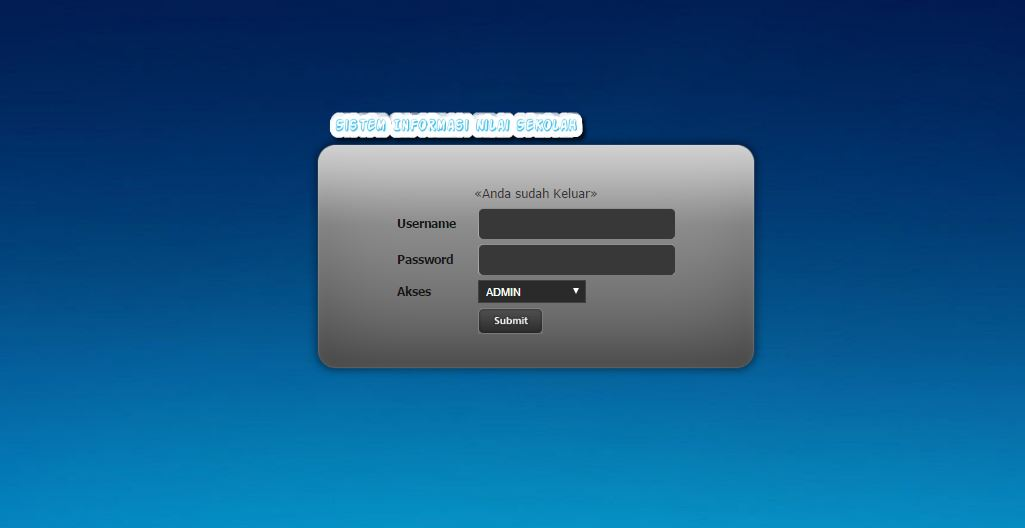 SISTEM INFORMASI NILAI SEKOLAH
«Anda sudah Keluar»
Username
Password
Akses ADMIN
Submit